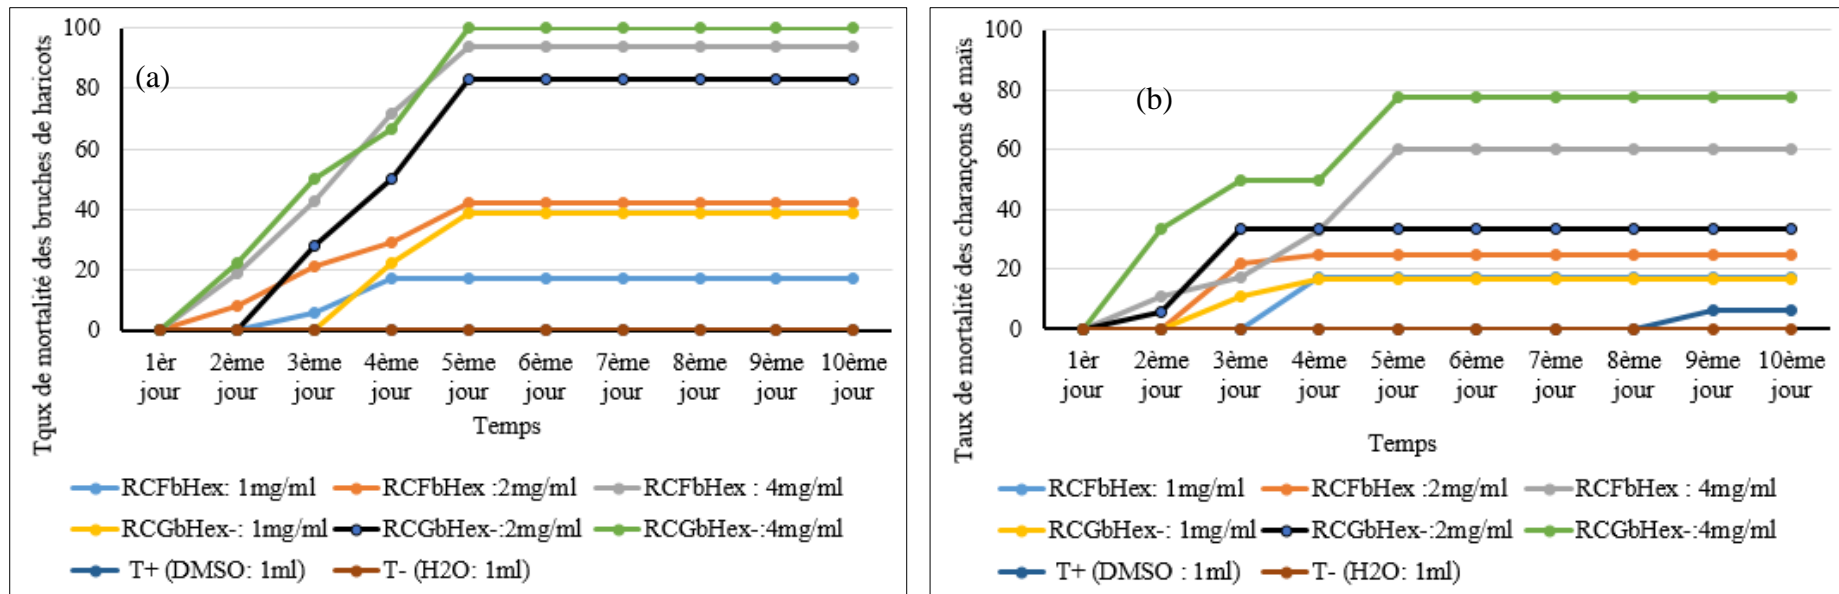 Tqux de mortalité des bruches de haricots
(a)
100
80
60
40
20
0
1èr jour
2ème jour
3ème jour
4ème jour
5ème jour
6ème jour
7ème jour
8ème jour
9ème jour
10ème jour
Temps
RCFbHex: 1mg/ml
RCFbHex :2mg/ml
RCFbHex : 4mg/ml
RCGbHex-: 1mg/ml
RCGbHex-:2mg/ml
RCGbHex-:4mg/ml
T+ (DMSO: 1ml)
T- (H2O: 1ml)
Taux de mortalité des charançons de maïs
(b)
100
80
60
40
20
0
1èr jour
2ème jour
3ème jour
4ème jour
5ème jour
6ème jour
7ème jour
8ème jour
9ème jour
10ème jour
Temps
RCFbHex: 1mg/ml
RCFbHex :2mg/ml
RCFbHex : 4mg/ml
RCGbHex-: 1mg/ml
RCGbHex-:2mg/ml
RCGbHex-:4mg/ml
T+ (DMSO : 1ml)
T- (H2O: 1ml)